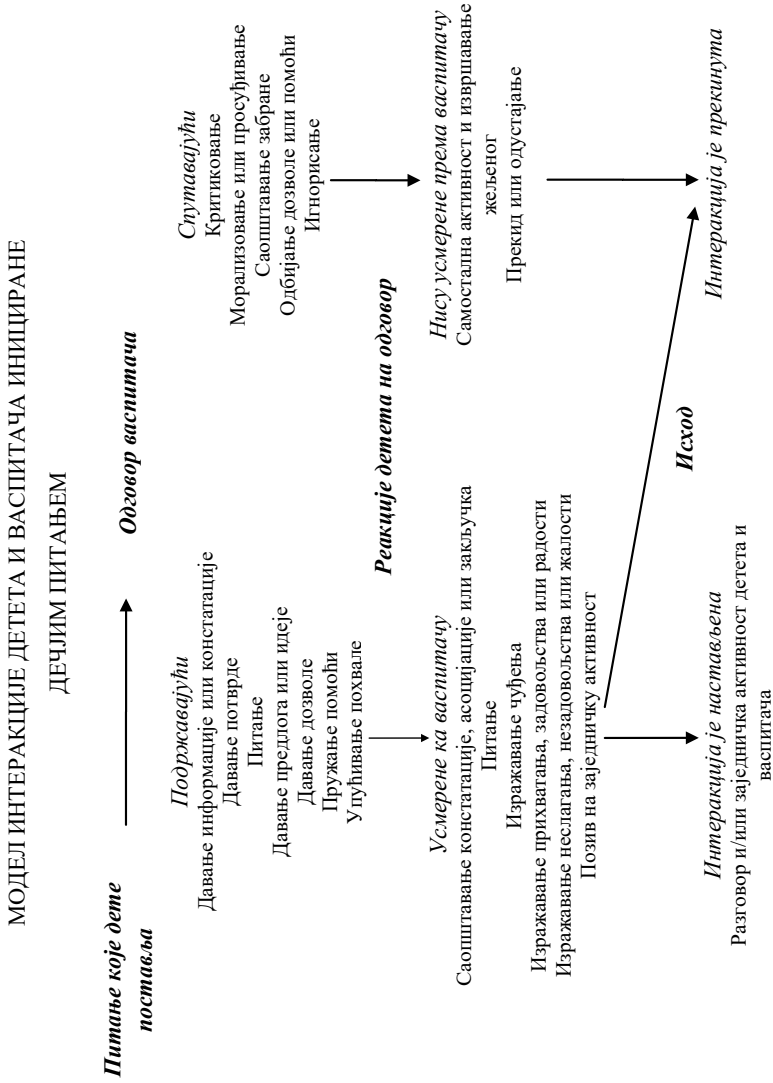 МОДЕЛ ИНТЕРАКЦИЈЕ ДЕТЕТА И ВАСПИТАЧА ИНИЦИРАНЕ
ДЕЧЈИМ ПИТАЊЕМ
Питање које дете
поставља
Одговор васпитача
Подржавајући
Давање информације или констатације
Давање потврде
Питање
Давање предлога или идеје
Давање дозволе
Пружање помоћи
Упућивање похвале
Спутавајући
Критиковање
Морализовање или просуђивање
Саопштавање забране
Одбијање дозволе или помоћи
Игнорисање
Реакције детета на одговор
Усмерене ка васпитачу
Саопштавање констатације, асоцијације или закључка
Питање
Изражавање чуђења
Изражавање прихватања, задовољства или радости
Изражавање неслагања, незадовољства или жалости
Позив на заједничку активност
Нису усмерене према васпитачу
Самостална активност и извршавање
жељеног
Прекид или одустајање
Исход
Интеракција је настављена
Разговор и/или заједничка активност детета и
васпитача
Интеракција је прекинута